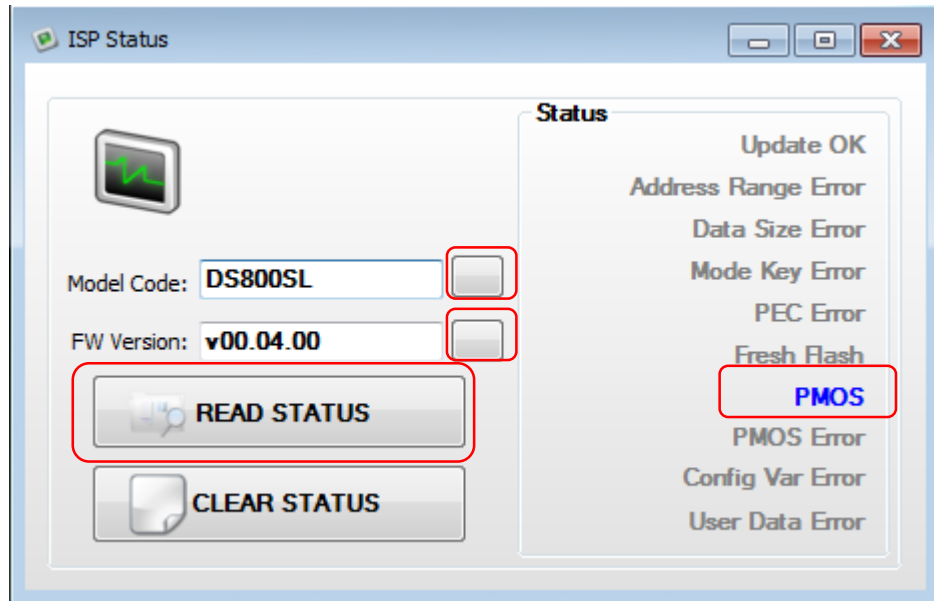 ISP Status
Model Code: DS800SL
FW Version: v00.04.00
READ STATUS
CLEAR STATUS
Status
Update OK
Address Range Error
Data Size Error
Mode Key Error
PEC Error
Fresh Flash
PMOS
PMOS Error
Config Var Error
User Data Error